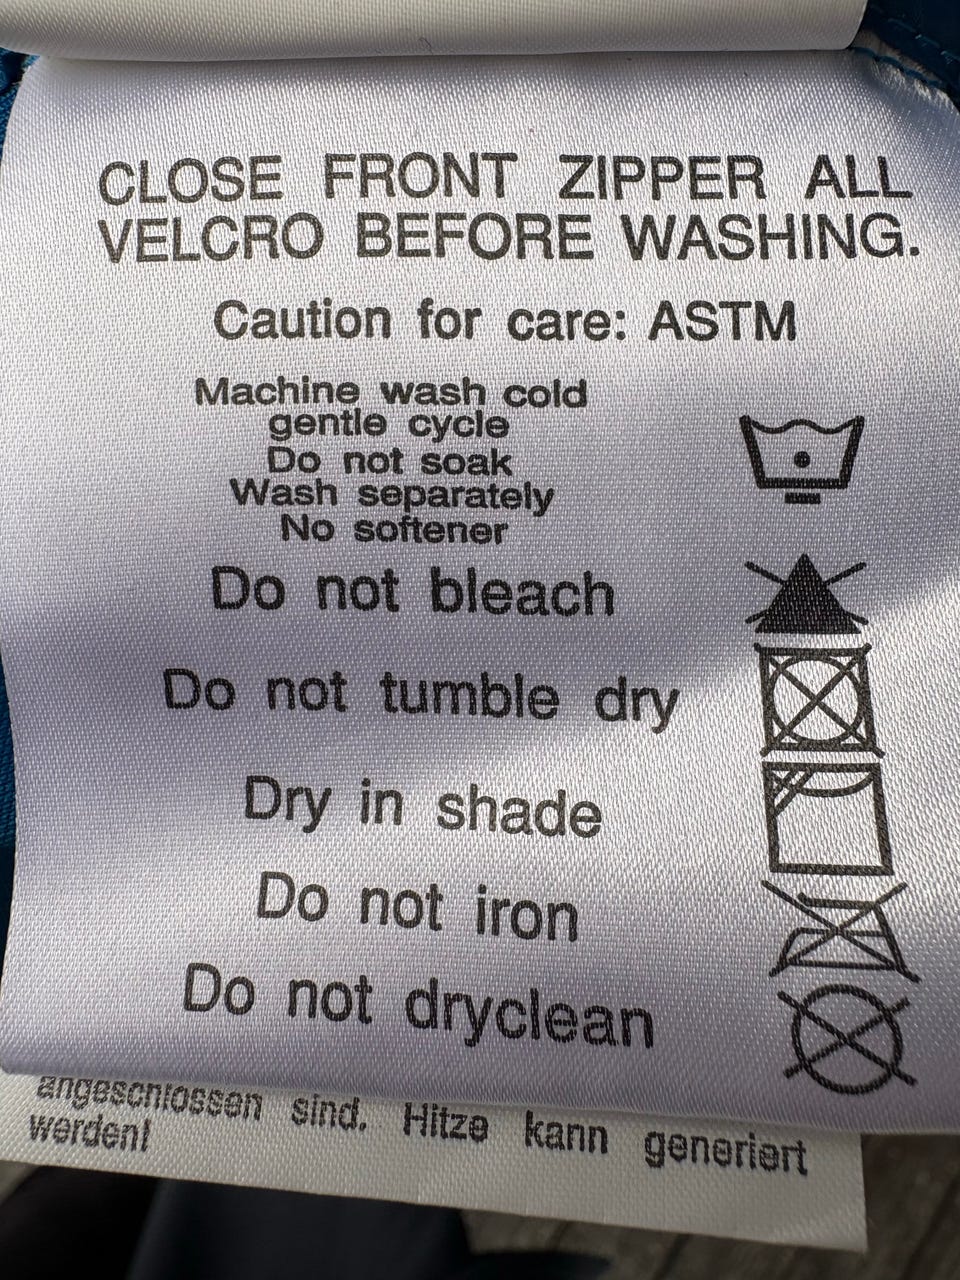 CLOSE FRONT ZIPPER ALL
VELCRO BEFORE WASHING.
Caution for care: ASTM
Machine wash cold
gentle cycle
Do not soak
Wash separately
No softener
Do not bleach
Do not tumble dry
Dry in shade
Do not iron
Do not dryclean
angeschlossen sind. Hitze kann generiert
werden!